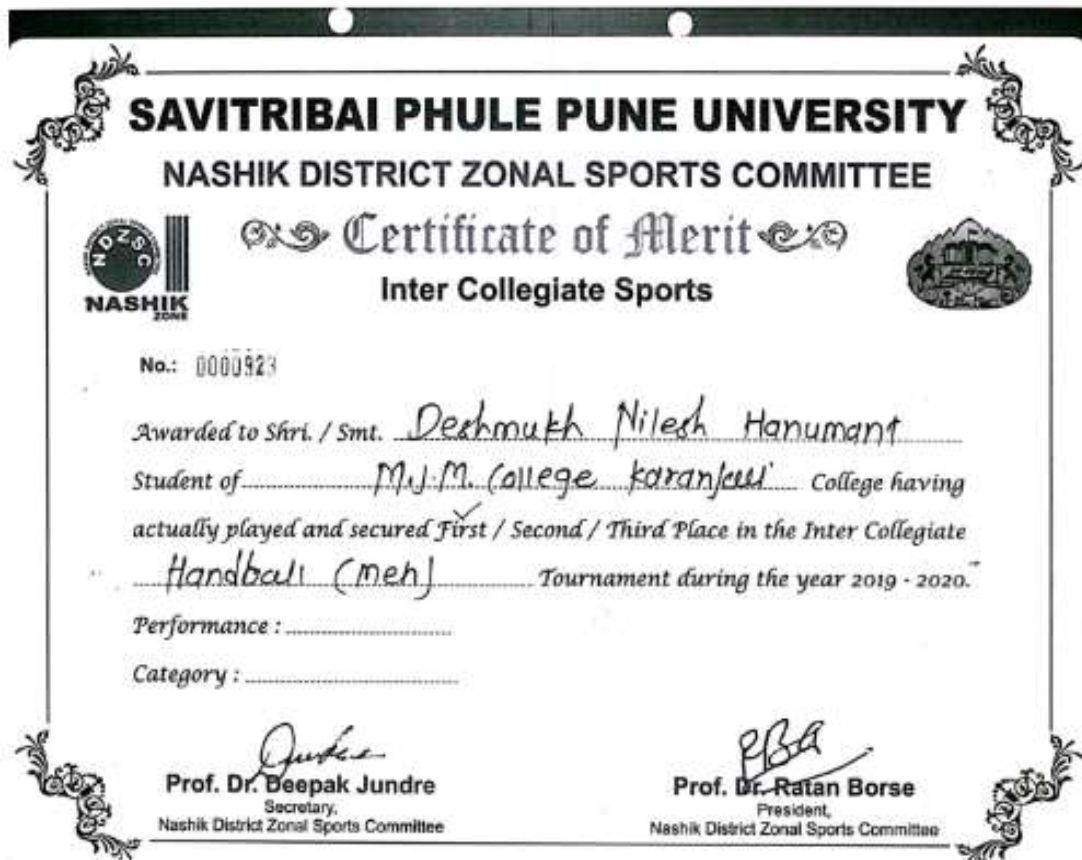 SAVITRIBAI PHULE PUNE UNIVERSITY
NASHIK DISTRICT ZONAL SPORTS COMMITTEE
Certificate of Merit
Inter Collegiate Sports
NDZSC
NASHIK
ZONE
No.: 0000923
Awarded to Shri. / Smt. Deshmukh Nilesh Hanumant
Student of M.J.M. College College having
actually played and secured First / Second / Third Place in the Inter Collegiate
Handball (men) Tournament during the year 2019 - 2020.
Performance :
Category :
Prof. Dr. Deepak Jundre
Secretary,
Nashik District Zonal Sports Committee
Prof. Dr. Ratan Borse
President,
Nashik District Zonal Sports Committee